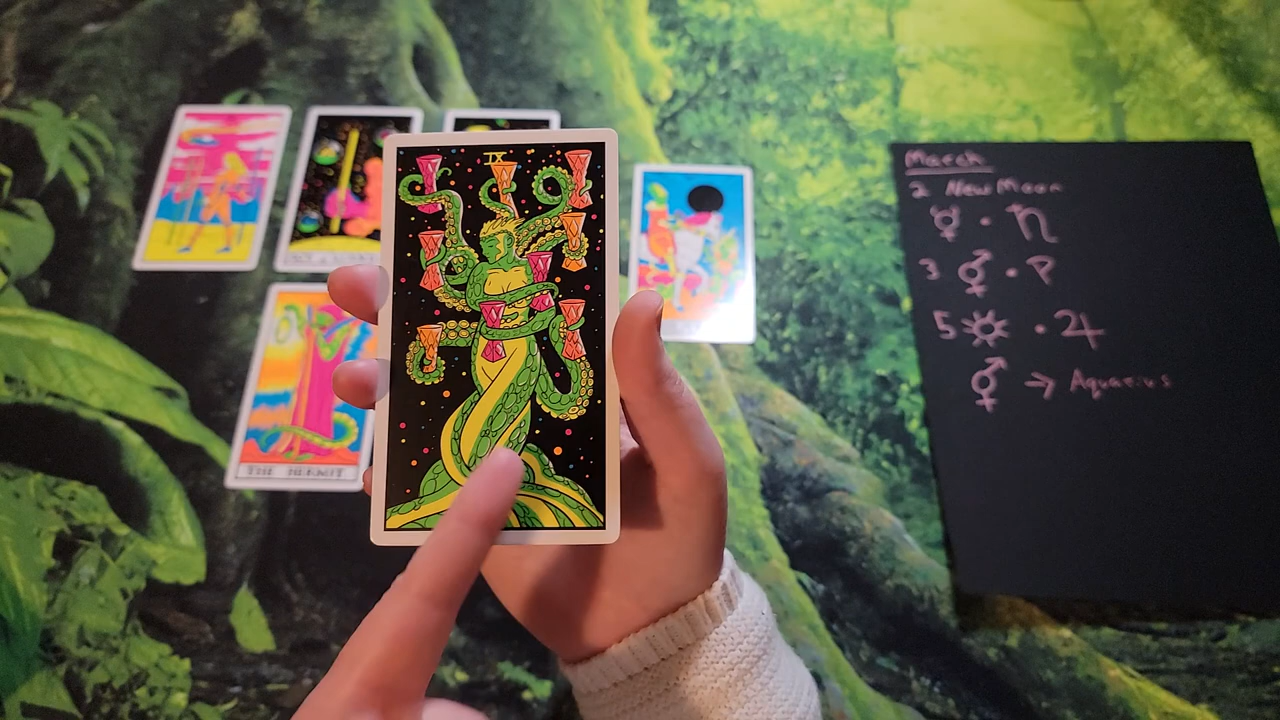 IX
THE HERMIT
March
2 New Moon
☿ · ♄
3 ⚥ · P
5 ☼ · ♃
⚥ → Aquarius